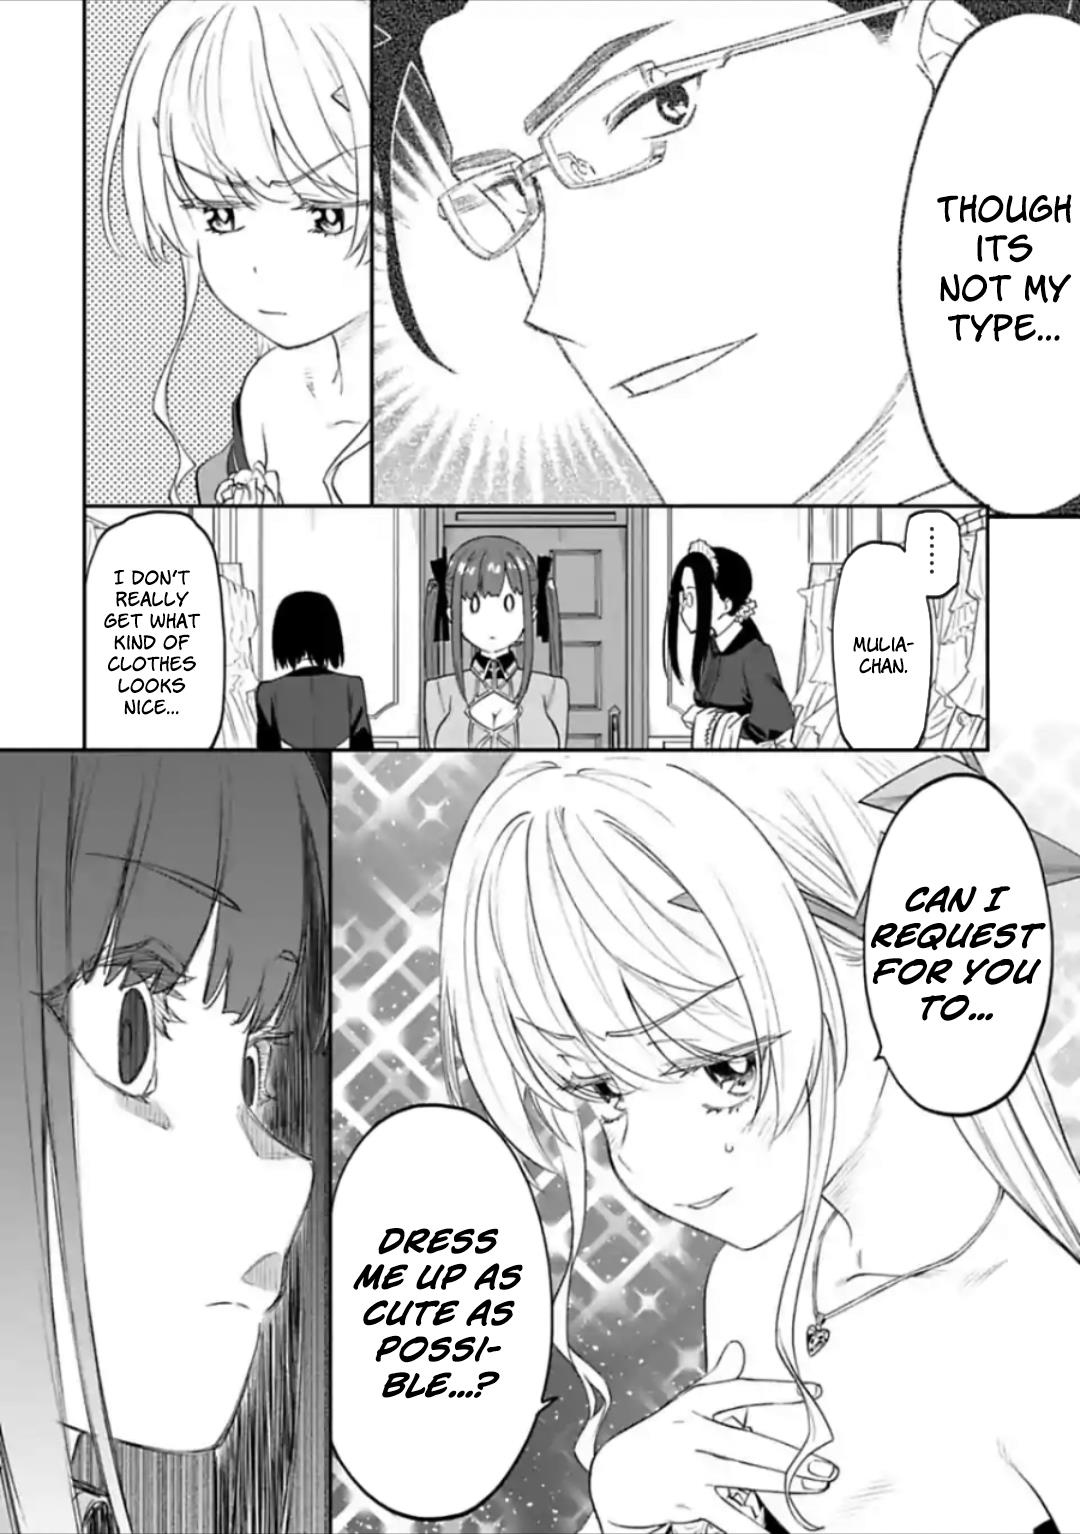 THOUGH
ITS
NOT MY
TYPE...
......
MULIA-
CHAN.
I DON'T
REALLY
GET WHAT
KIND OF
CLOTHES
LOOKS
NICE...
CAN I
REQUEST
FOR YOU
TO...
DRESS
ME UP AS
CUTE AS
POSSI-
BLE...?